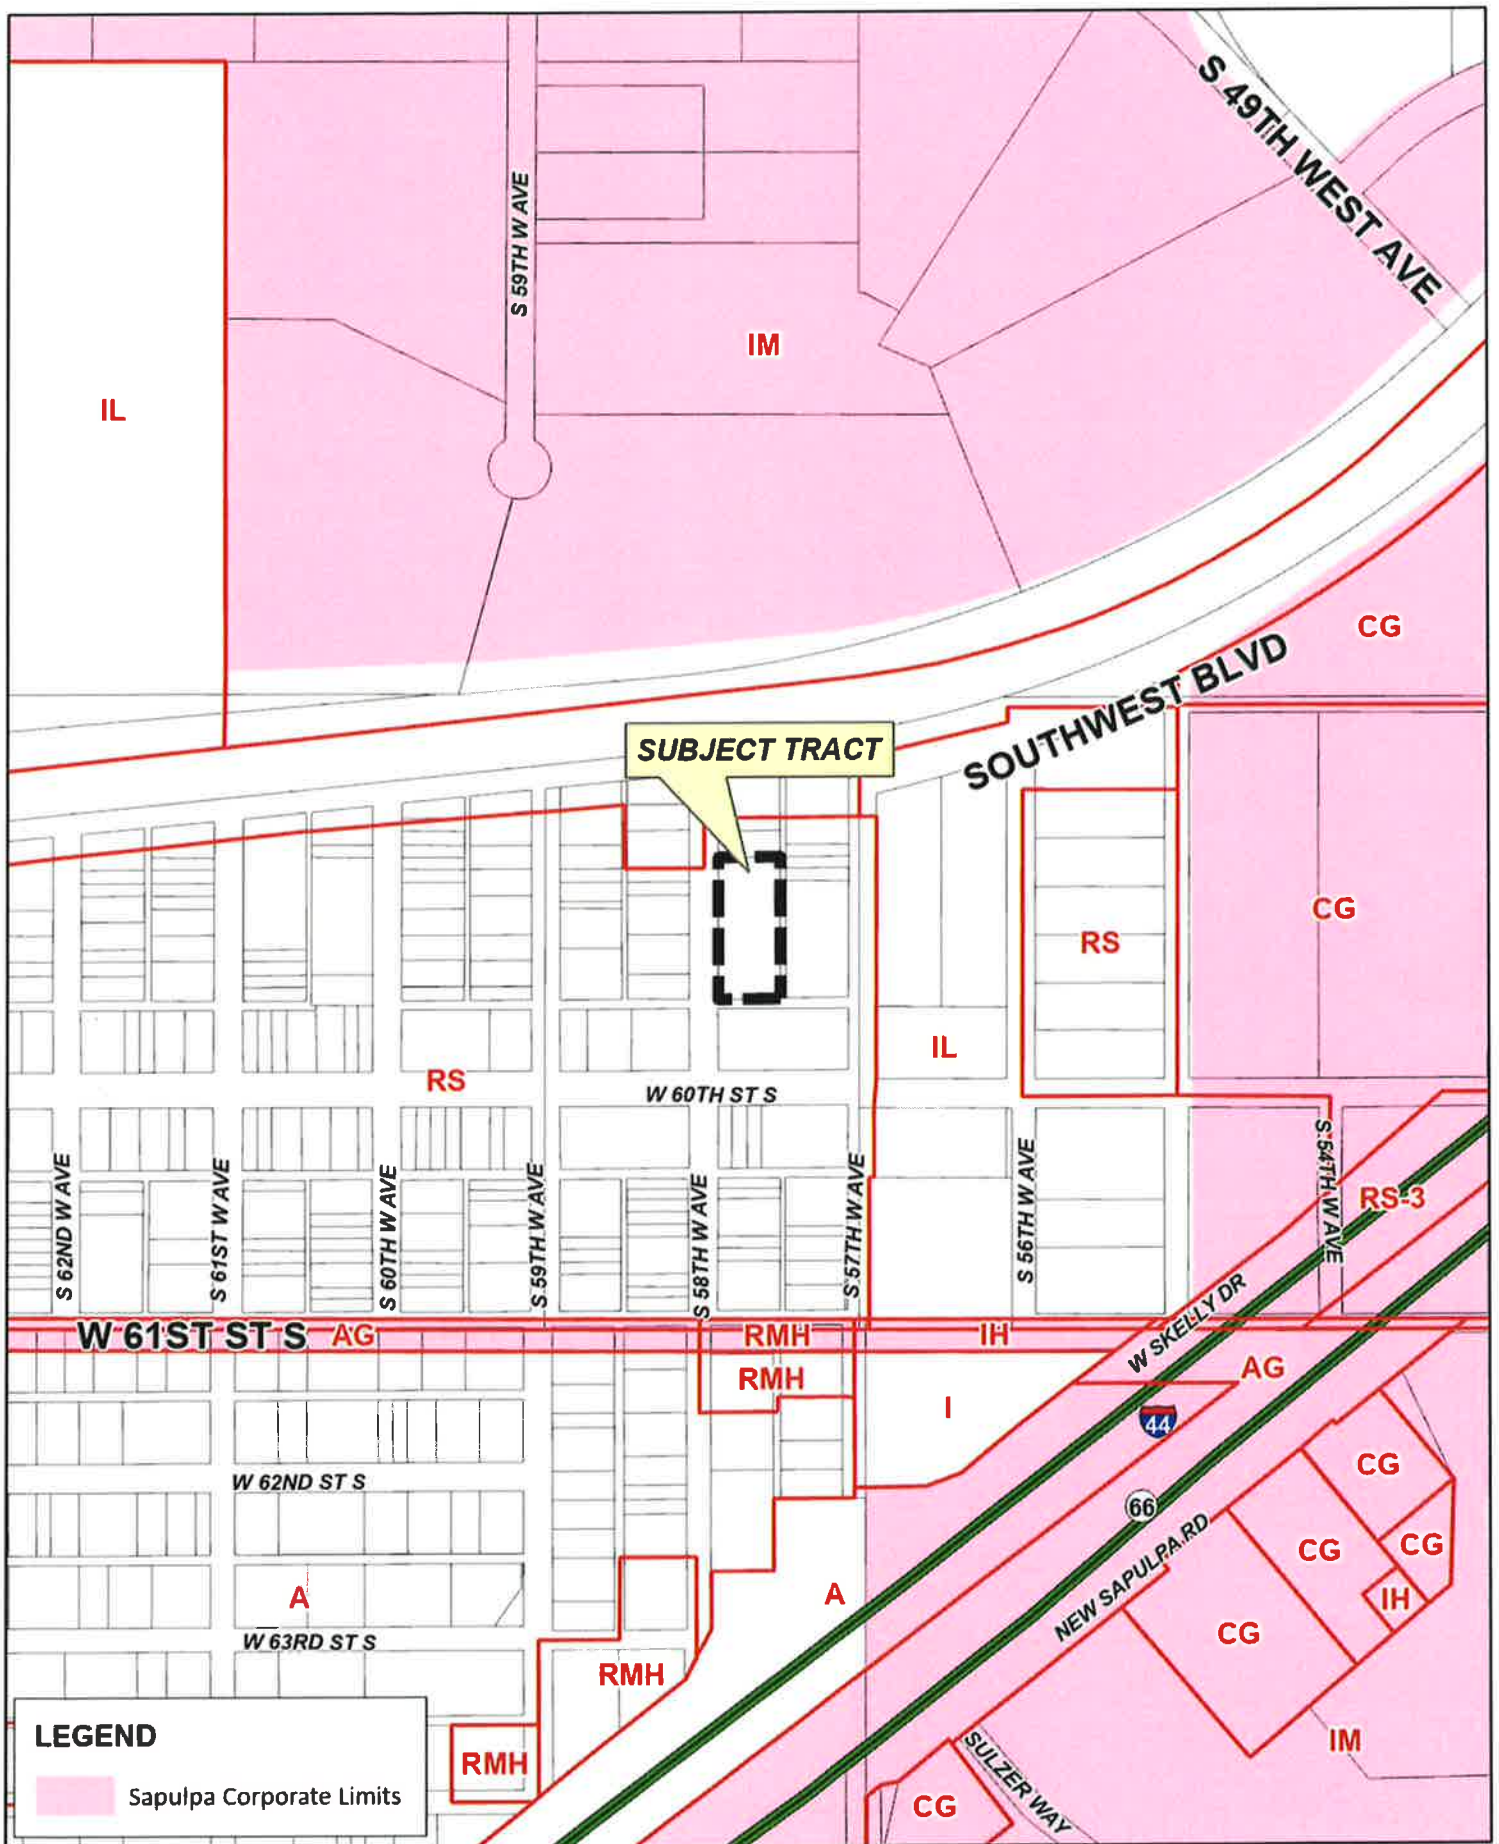 S 49TH WEST AVE
S 59TH W AVE
IM
IL
CG
SOUTHWEST BLVD
SUBJECT TRACT
CG
RS
IL
RS
W 60TH ST S
S 62ND W AVE
S 61ST W AVE
S 60TH W AVE
S 59TH W AVE
S 58TH W AVE
S 57TH W AVE
S 56TH W AVE
S 54TH W AVE
RS-3
W SKELLY DR
W 61ST ST S
AG
RMH
IH
RMH
AG
I
44
CG
W 62ND ST S
66
NEW SAPULPA RD
CG
CG
IH
A
A
CG
W 63RD ST S
RMH
RMH
IM
SULZER WAY
CG
LEGEND
Sapulpa Corporate Limits